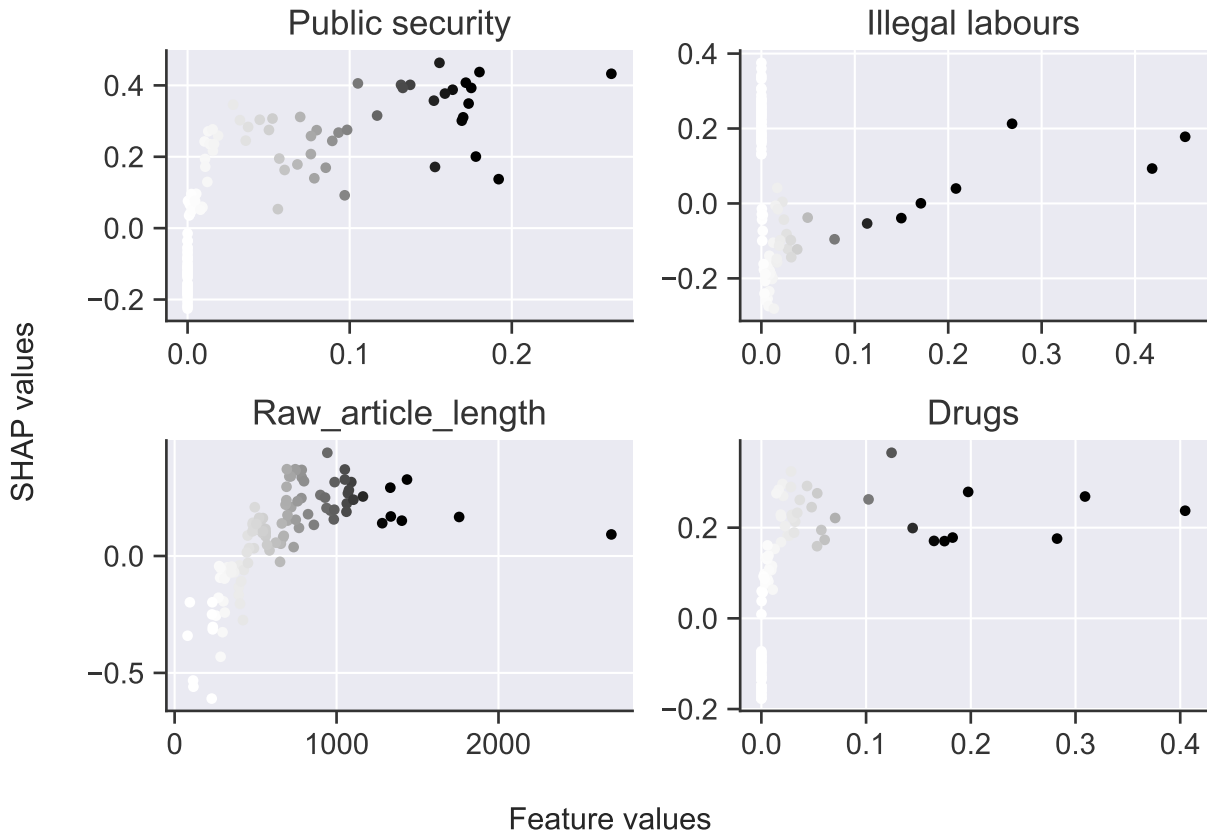 Public security
Illegal labours
0.4
0.2
0.0
−0.2
0.0 0.1 0.2
0.4
0.2
0.0
−0.2
0.0 0.1 0.2 0.3 0.4
SHAP values
Raw_article_length
Drugs
0.0
−0.5
0 1000 2000
0.2
0.0
−0.2
0.0 0.1 0.2 0.3 0.4
Feature values